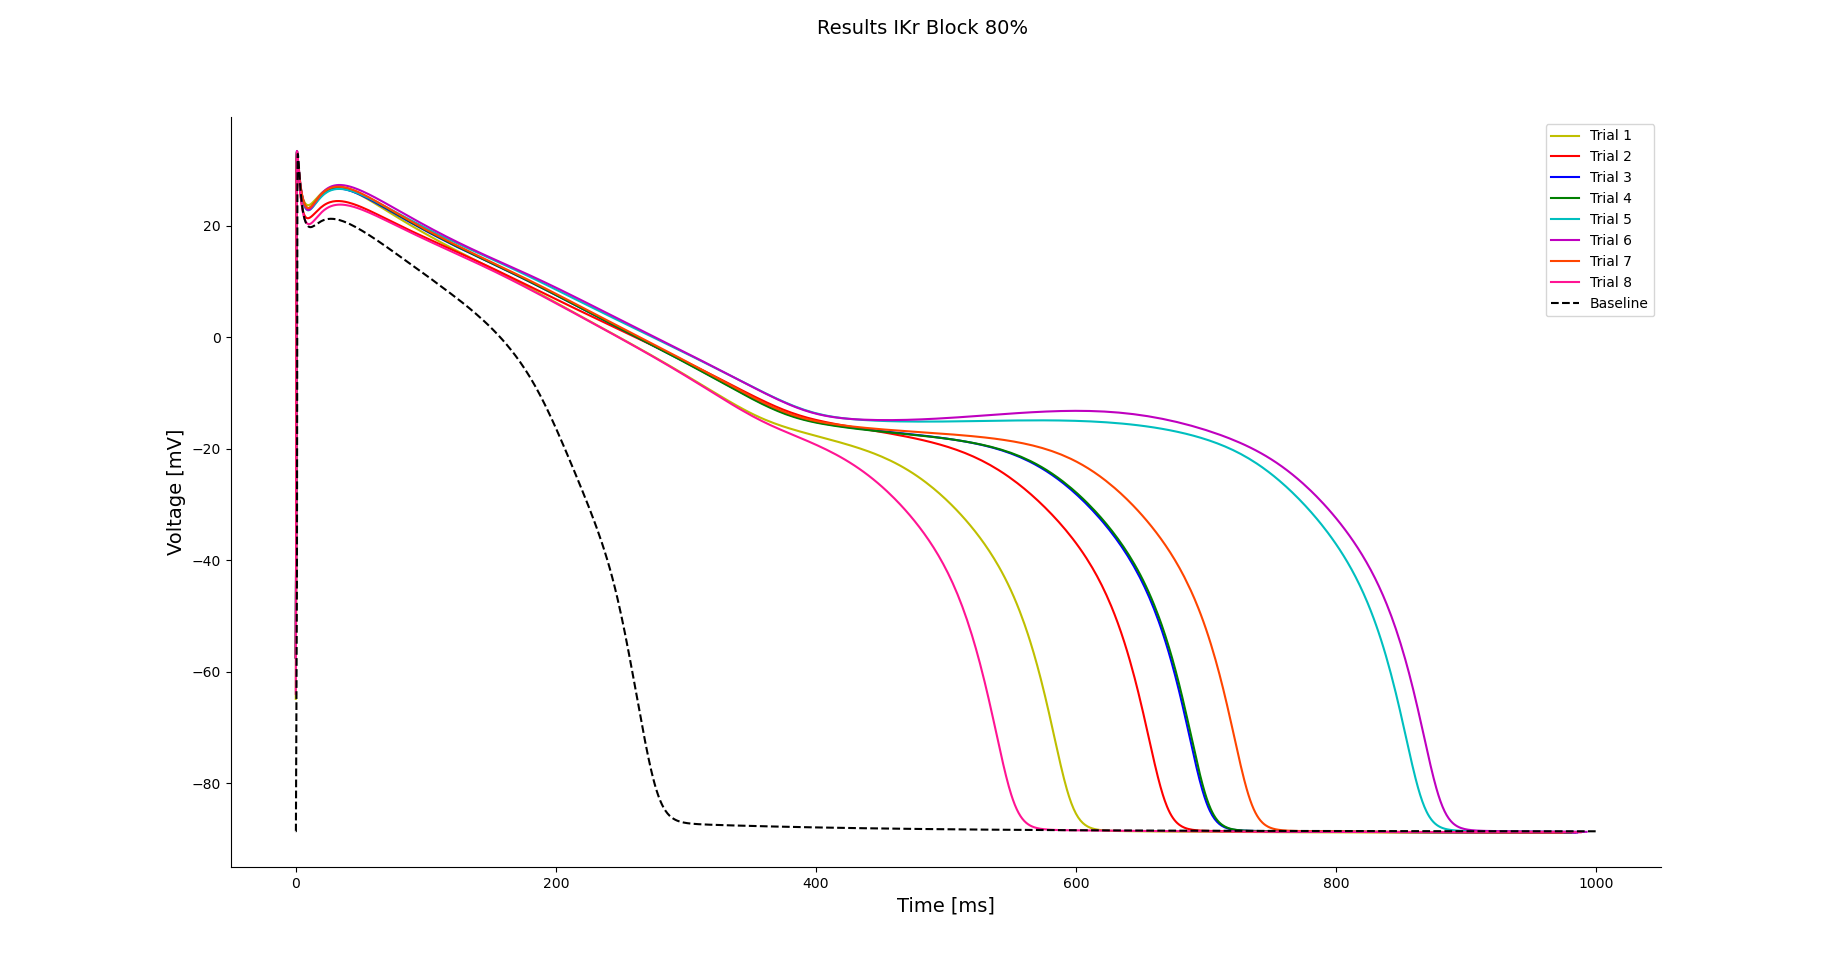 Results IKr Block 80%
Trial 1
Trial 2
Trial 3
Trial 4
Trial 5
Trial 6
Trial 7
Trial 8
Baseline
Voltage [mV]
20
0
−20
−40
−60
−80
0 200 400 600 800 1000
Time [ms]